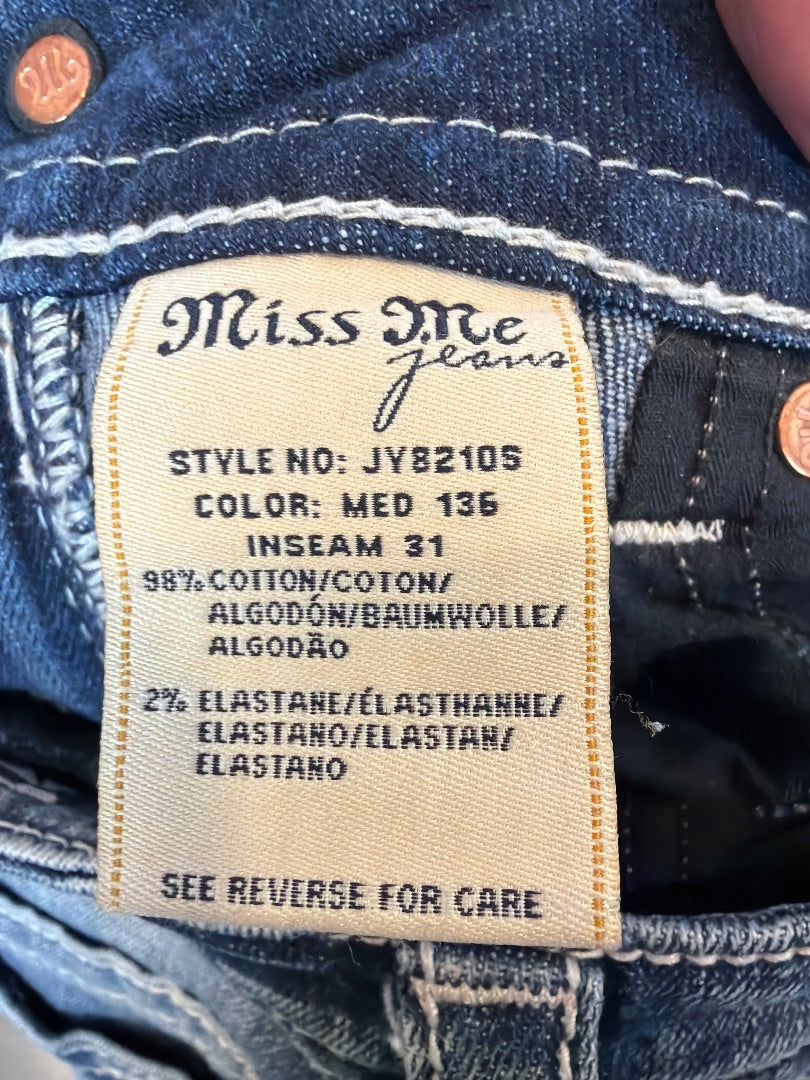 Miss Me
jeans
STYLE NO: JY8210S
COLOR: MED 136
INSEAM 31
98% COTTON/COTON/
ALGODÓN/BAUMWOLLE/
ALGODÃO
2% ELASTANE/ÉLASTHANNE/
ELASTANO/ELASTAN/
ELASTANO
SEE REVERSE FOR CARE